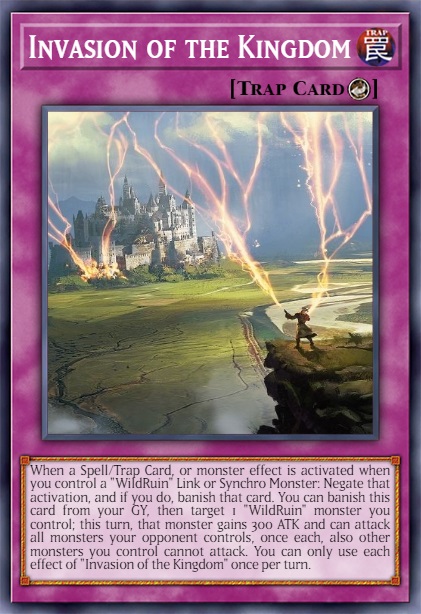 INVASION OF THE KINGDOM
TRAP
罠
[TRAP CARD]
When a Spell/Trap Card, or monster effect is activated when
you control a "WildRuin" Link or Synchro Monster: Negate that
activation, and if you do, banish that card. You can banish this
card from your GY, then target 1 "WildRuin" monster you
control; this turn, that monster gains 300 ATK and can attack
all monsters your opponent controls, once each, also other
monsters you control cannot attack. You can only use each
effect of "Invasion of the Kingdom" once per turn.